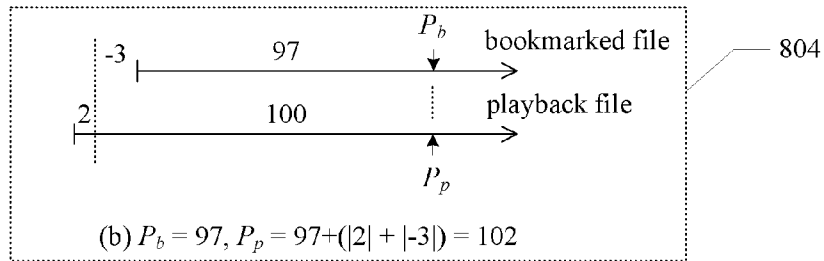 P_b
-3 97 bookmarked file
804
2 100 playback file
P_p
(b) P_b = 97, P_p = 97+(|2| + |-3|) = 102